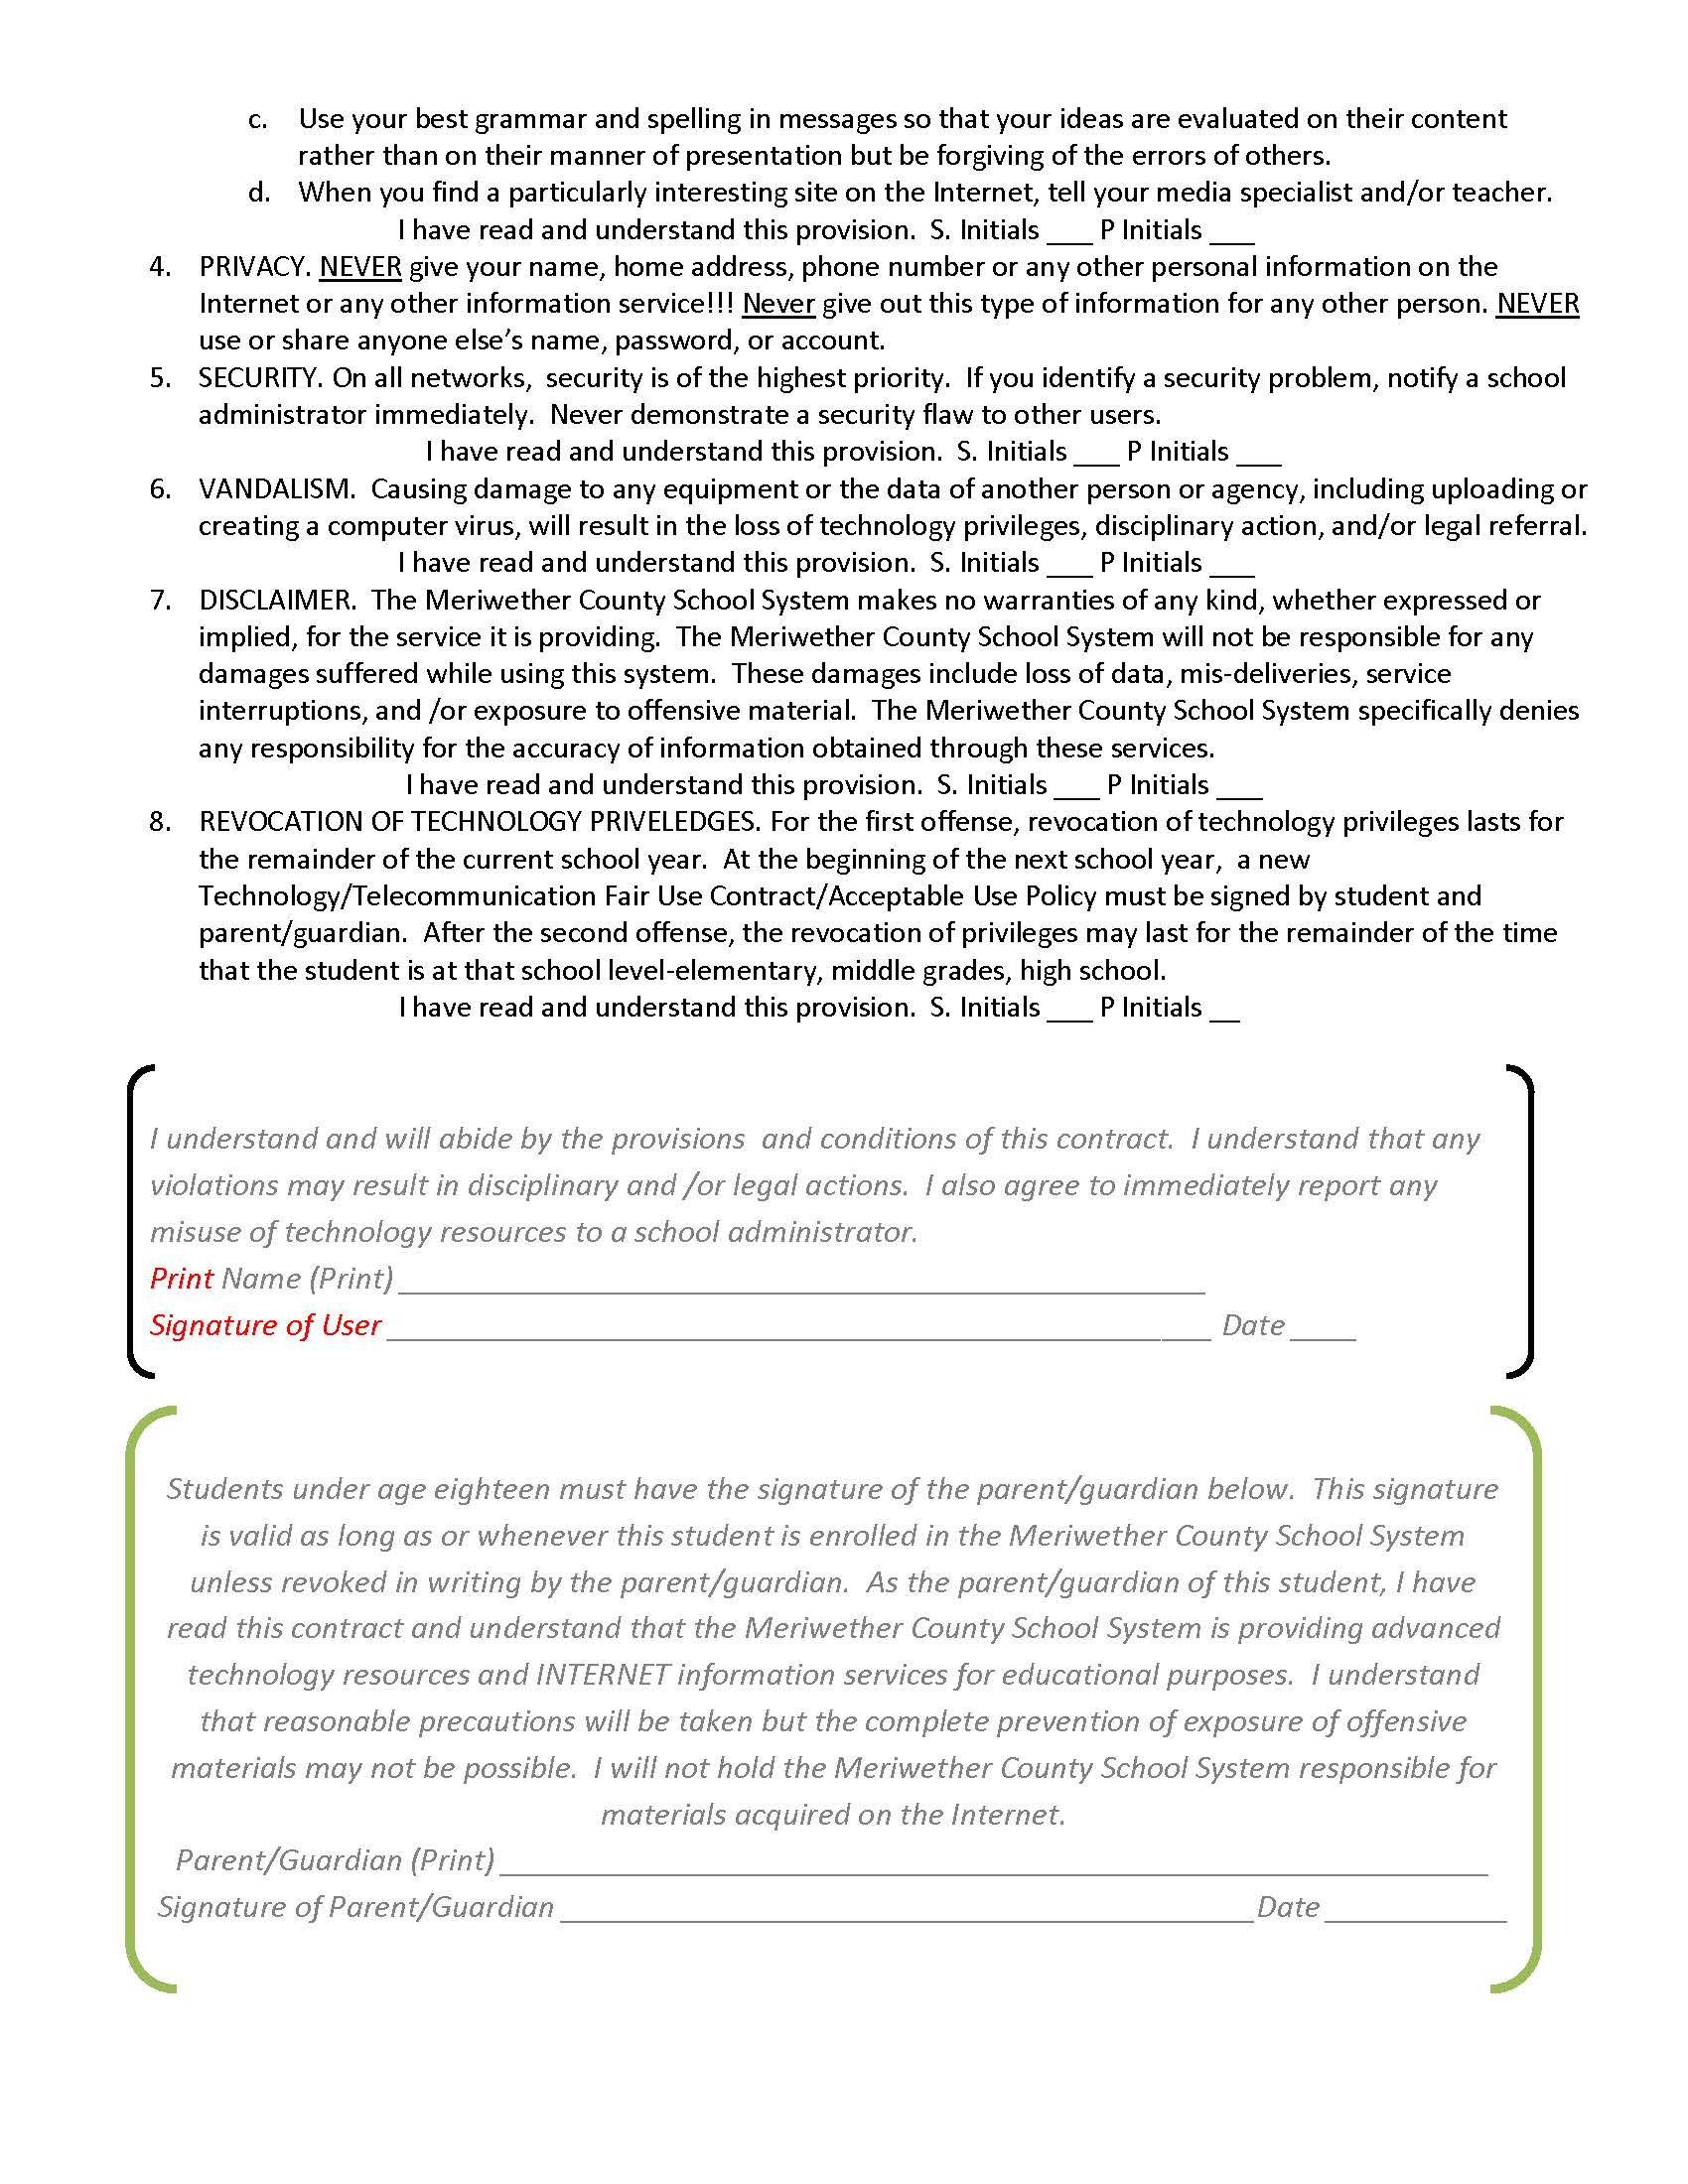 c. Use your best grammar and spelling in messages so that your ideas are evaluated on their content
rather than on their manner of presentation but be forgiving of the errors of others.
d. When you find a particularly interesting site on the Internet, tell your media specialist and/or teacher.
I have read and understand this provision.  S. Initials ___ P Initials ___
4. PRIVACY. NEVER give your name, home address, phone number or any other personal information on the
Internet or any other information service!!! Never give out this type of information for any other person. NEVER
use or share anyone else’s name, password, or account.
5. SECURITY. On all networks,  security is of the highest priority.  If you identify a security problem, notify a school
administrator immediately.  Never demonstrate a security flaw to other users.
I have read and understand this provision.  S. Initials ___ P Initials ___
6. VANDALISM.  Causing damage to any equipment or the data of another person or agency, including uploading or
creating a computer virus, will result in the loss of technology privileges, disciplinary action, and/or legal referral.
I have read and understand this provision.  S. Initials ___ P Initials ___
7. DISCLAIMER.  The Meriwether County School System makes no warranties of any kind, whether expressed or
implied, for the service it is providing.  The Meriwether County School System will not be responsible for any
damages suffered while using this system.  These damages include loss of data, mis-deliveries, service
interruptions, and /or exposure to offensive material.  The Meriwether County School System specifically denies
any responsibility for the accuracy of information obtained through these services.
I have read and understand this provision.  S. Initials ___ P Initials ___
8. REVOCATION OF TECHNOLOGY PRIVELEDGES. For the first offense, revocation of technology privileges lasts for
the remainder of the current school year.  At the beginning of the next school year,  a new
Technology/Telecommunication Fair Use Contract/Acceptable Use Policy must be signed by student and
parent/guardian.  After the second offense, the revocation of privileges may last for the remainder of the time
that the student is at that school level-elementary, middle grades, high school.
I have read and understand this provision.  S. Initials ___ P Initials __
I understand and will abide by the provisions  and conditions of this contract.  I understand that any
violations may result in disciplinary and /or legal actions.  I also agree to immediately report any
misuse of technology resources to a school administrator.
Print Name (Print)____________________
Signature of User ____________________ Date ____
Students under age eighteen must have the signature of the parent/guardian below.  This signature
is valid as long as or whenever this student is enrolled in the Meriwether County School System
unless revoked in writing by the parent/guardian.  As the parent/guardian of this student, I have
read this contract and understand that the Meriwether County School System is providing advanced
technology resources and INTERNET information services for educational purposes.  I understand
that reasonable precautions will be taken but the complete prevention of exposure of offensive
materials may not be possible.  I will not hold the Meriwether County School System responsible for
materials acquired on the Internet.
Parent/Guardian (Print)____________________
Signature of Parent/Guardian ____________________Date ___________